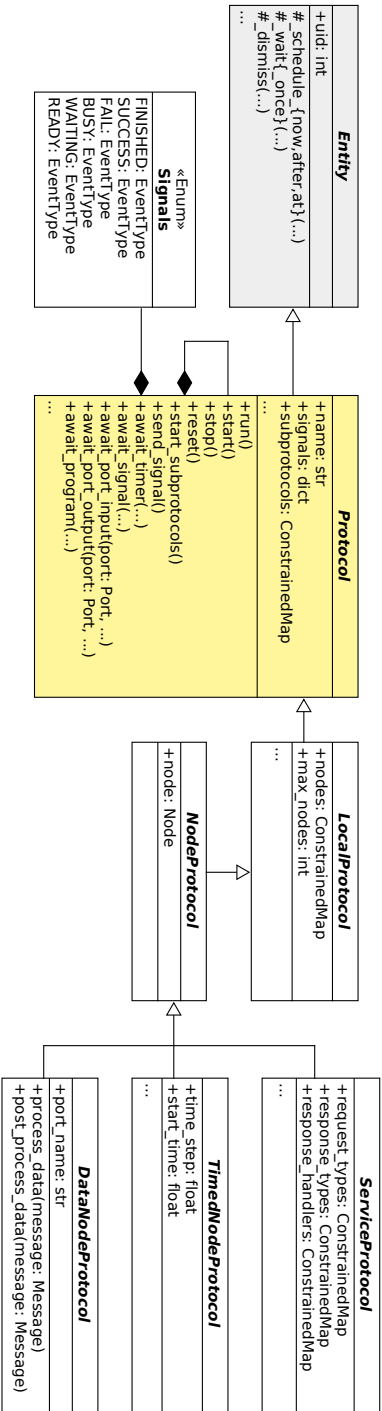 Entity
+uid: int
#_schedule_{now,after,at}(...)
#_wait{_once}(...)
#_dismiss(...)
...
«Enum»
Signals
FINISHED: EventType
SUCCESS: EventType
FAIL: EventType
BUSY: EventType
WAITING: EventType
READY: EventType
Protocol
+name: str
+signals: dict
+subprotocols: ConstrainedMap
...
+run()
+start()
+stop()
+reset()
+start_subprotocols()
+send_signal()
+await_timer(...)
+await_signal(...)
+await_port_input(port: Port, ...)
+await_port_output(port: Port, ...)
+await_program(...)
...
LocalProtocol
+nodes: ConstrainedMap
+max_nodes: int
...
NodeProtocol
+node: Node
ServiceProtocol
+request_types: ConstrainedMap
+response_types: ConstrainedMap
+response_handlers: ConstrainedMap
...
TimedNodeProtocol
+time_step: float
+start_time: float
...
DataNodeProtocol
+port_name: str
+process_data(message: Message)
+post_process_data(message: Message)